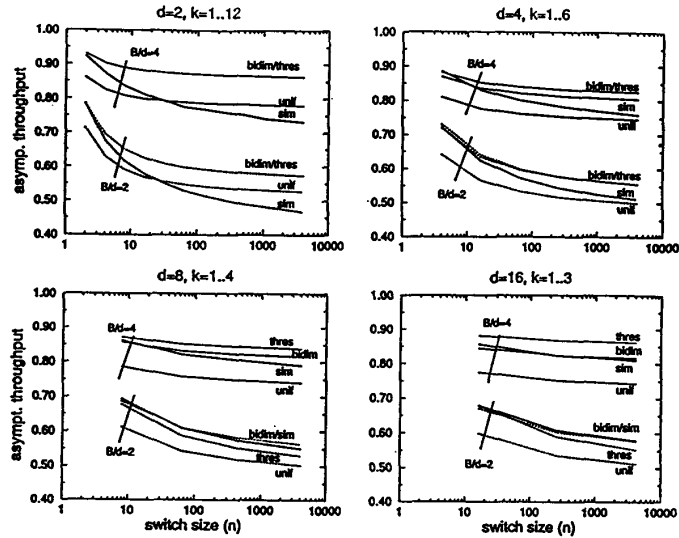 d=2, k=1..12
asymp. throughput
1.00
0.90
0.80
0.70
0.60
0.50
0.40
B/d=4
bidim/thres
unif
sim
bidim/thres
unif
sim
B/d=2
1 10 100 1000 10000
d=4, k=1..6
1.00
0.90
0.80
0.70
0.60
0.50
0.40
B/d=4
bidim/thres
sim
unif
B/d=2
bidim/thres
sim
unif
1 10 100 1000 10000
d=8, k=1..4
asympt. throughput
1.00
0.90
0.80
0.70
0.60
0.50
0.40
B/d=4
thres
bidim
sim
unif
bidim/sim
B/d=2
thres
unif
1 10 100 1000 10000
switch size (n)
d=16, k=1..3
1.00
0.90
0.80
0.70
0.60
0.50
0.40
B/d=4
thres
bidim
sim
unif
bidim/sim
thres
B/d=2
unif
1 10 100 1000 10000
switch size (n)